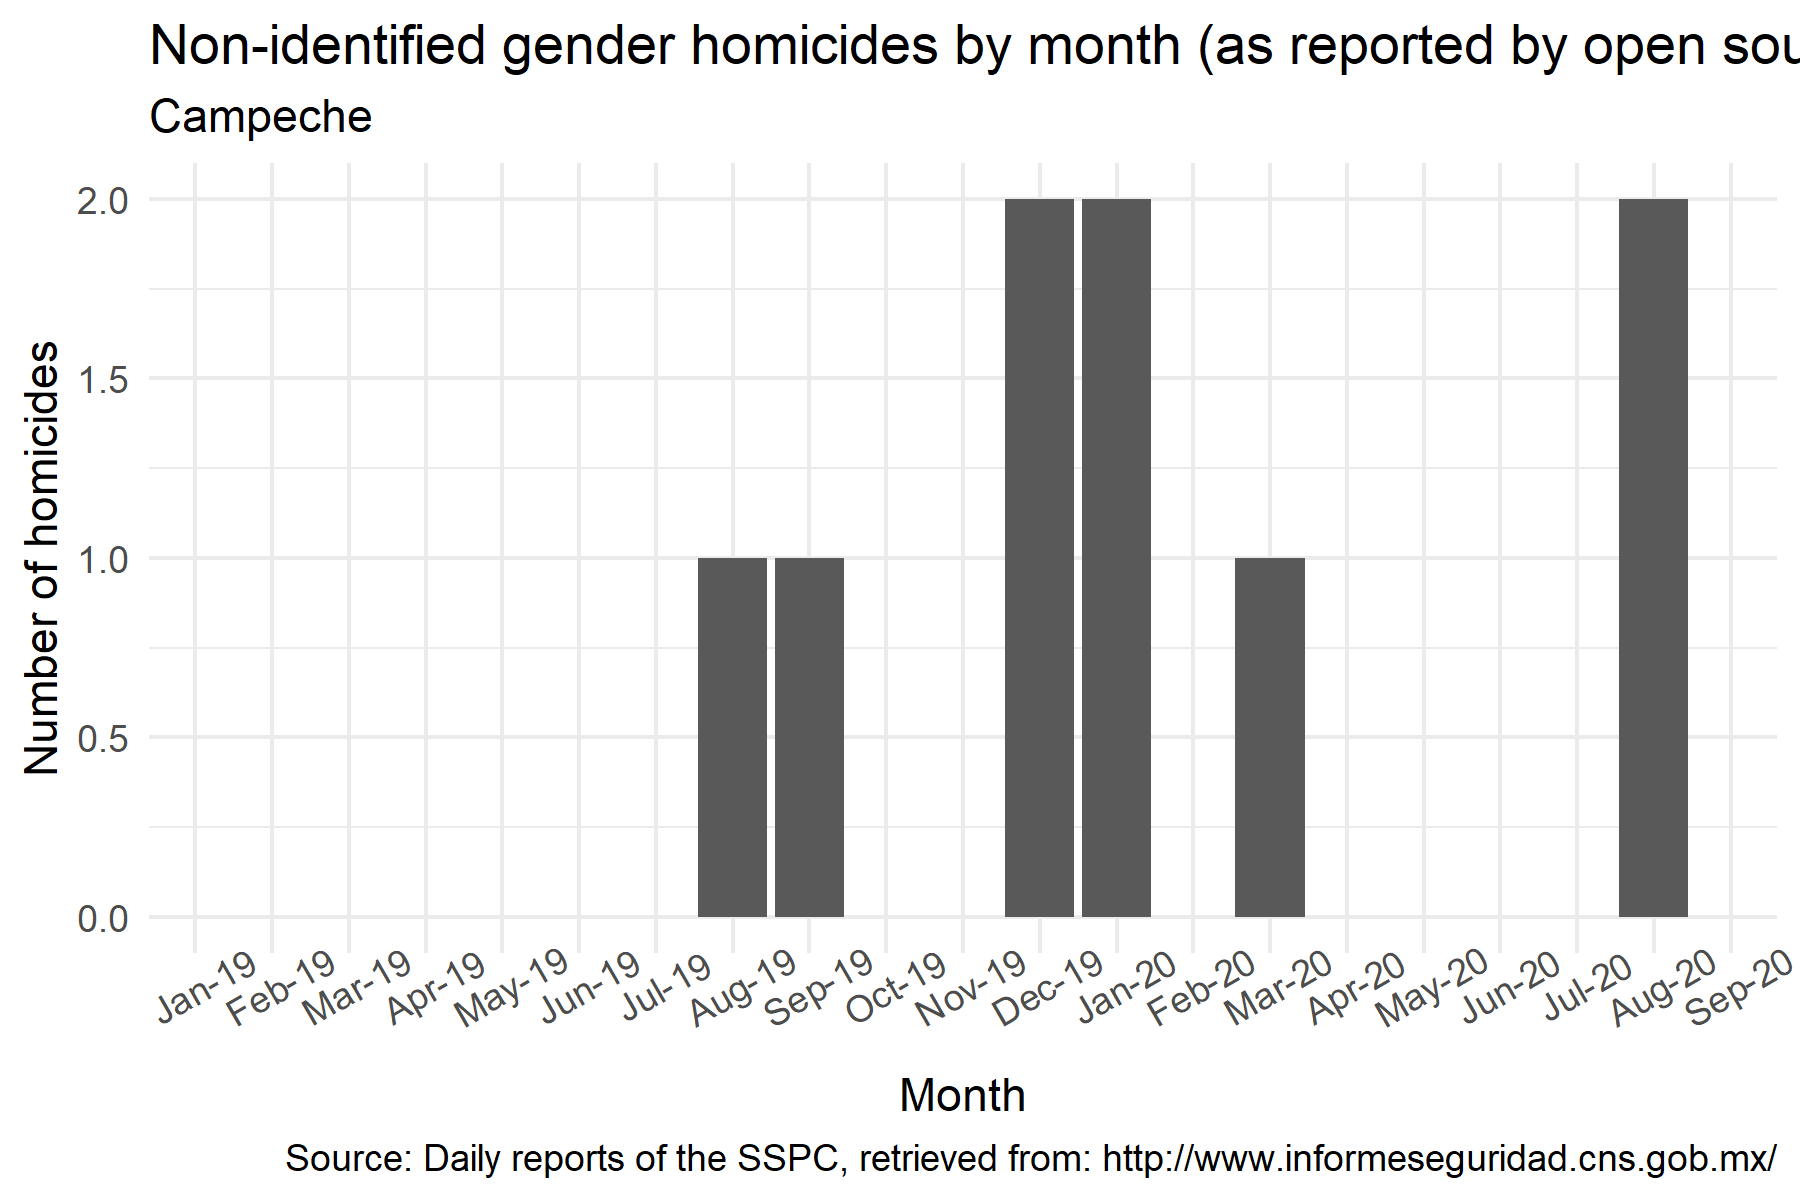 Non-identified gender homicides by month (as reported by open sou
Campeche
Number of homicides
2.0
1.5
1.0
0.5
0.0
Jan-19
Feb-19
Mar-19
Apr-19
May-19
Jun-19
Jul-19
Aug-19
Sep-19
Oct-19
Nov-19
Dec-19
Jan-20
Feb-20
Mar-20
Apr-20
May-20
Jun-20
Jul-20
Aug-20
Sep-20
Month
Source: Daily reports of the SSPC, retrieved from: http://www.informeseguridad.cns.gob.mx/